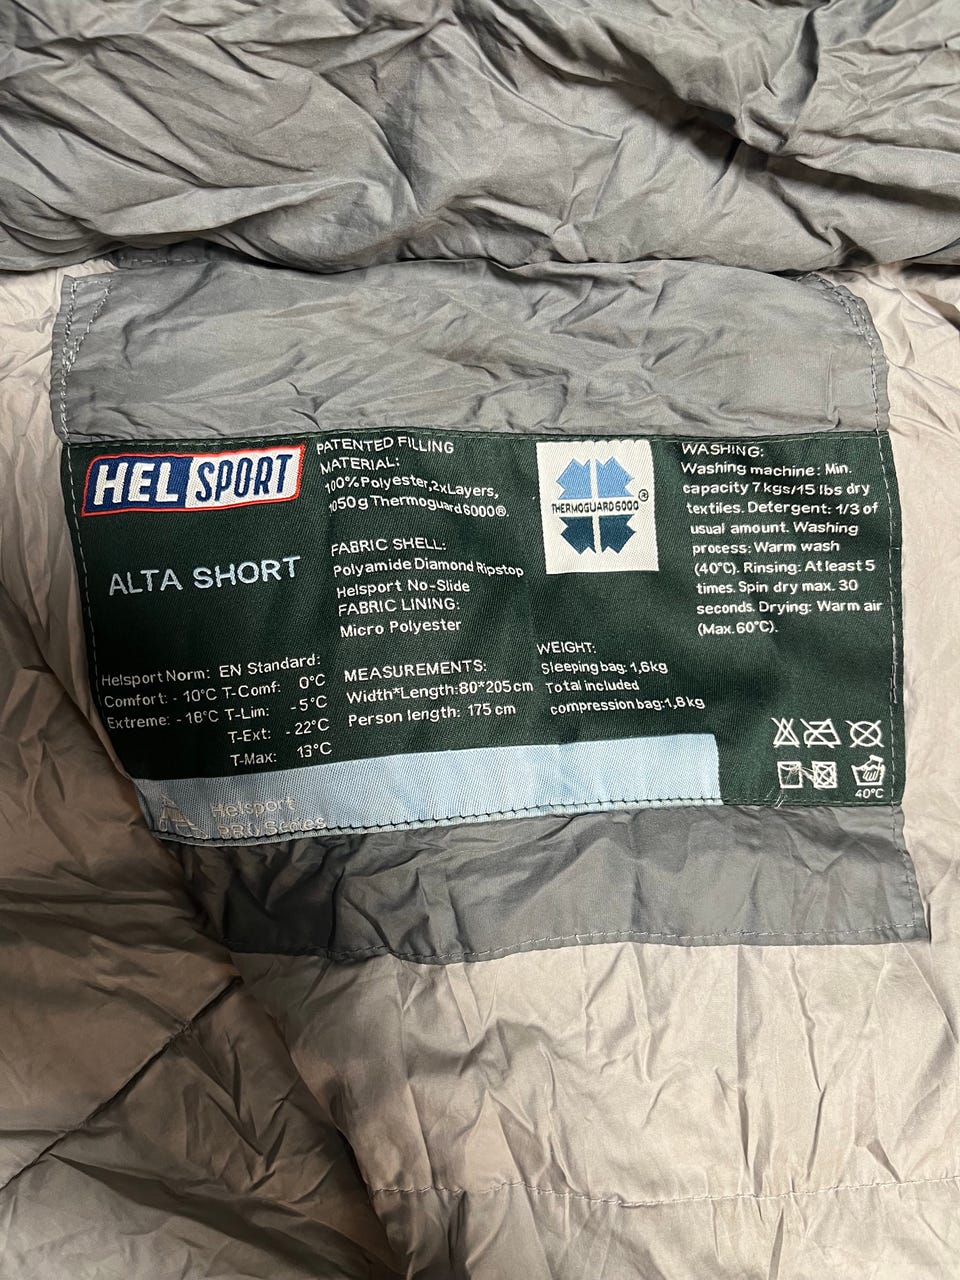 HELSPORT
ALTA SHORT
PATENTED FILLING
MATERIAL:
100% Polyester, 2xLayers,
1050g Thermoguard 6000®.
FABRIC SHELL:
Polyamide Diamond Ripstop
Helsport No-Slide
FABRIC LINING:
Micro Polyester
THERMOGUARD 6000®
WASHING:
Washing machine: Min.
capacity 7 kgs/15 lbs dry
textiles. Detergent: 1/3 of
usual amount. Washing
process: Warm wash
(40°C). Rinsing: At least 5
times. Spin dry max. 30
seconds. Drying: Warm air
(Max. 60°C).
Helsport Norm: EN Standard:
Comfort: - 10°C T-Comf: 0°C
Extreme: - 18°C T-Lim: - 5°C
T-Ext: - 22°C
T-Max: 13°C
MEASUREMENTS:
Width*Length: 80*205cm
Person length: 175 cm
WEIGHT:
Sleeping bag: 1,6kg
Total included
compression bag: 1,8kg
40°C
Helsport
PRO Series